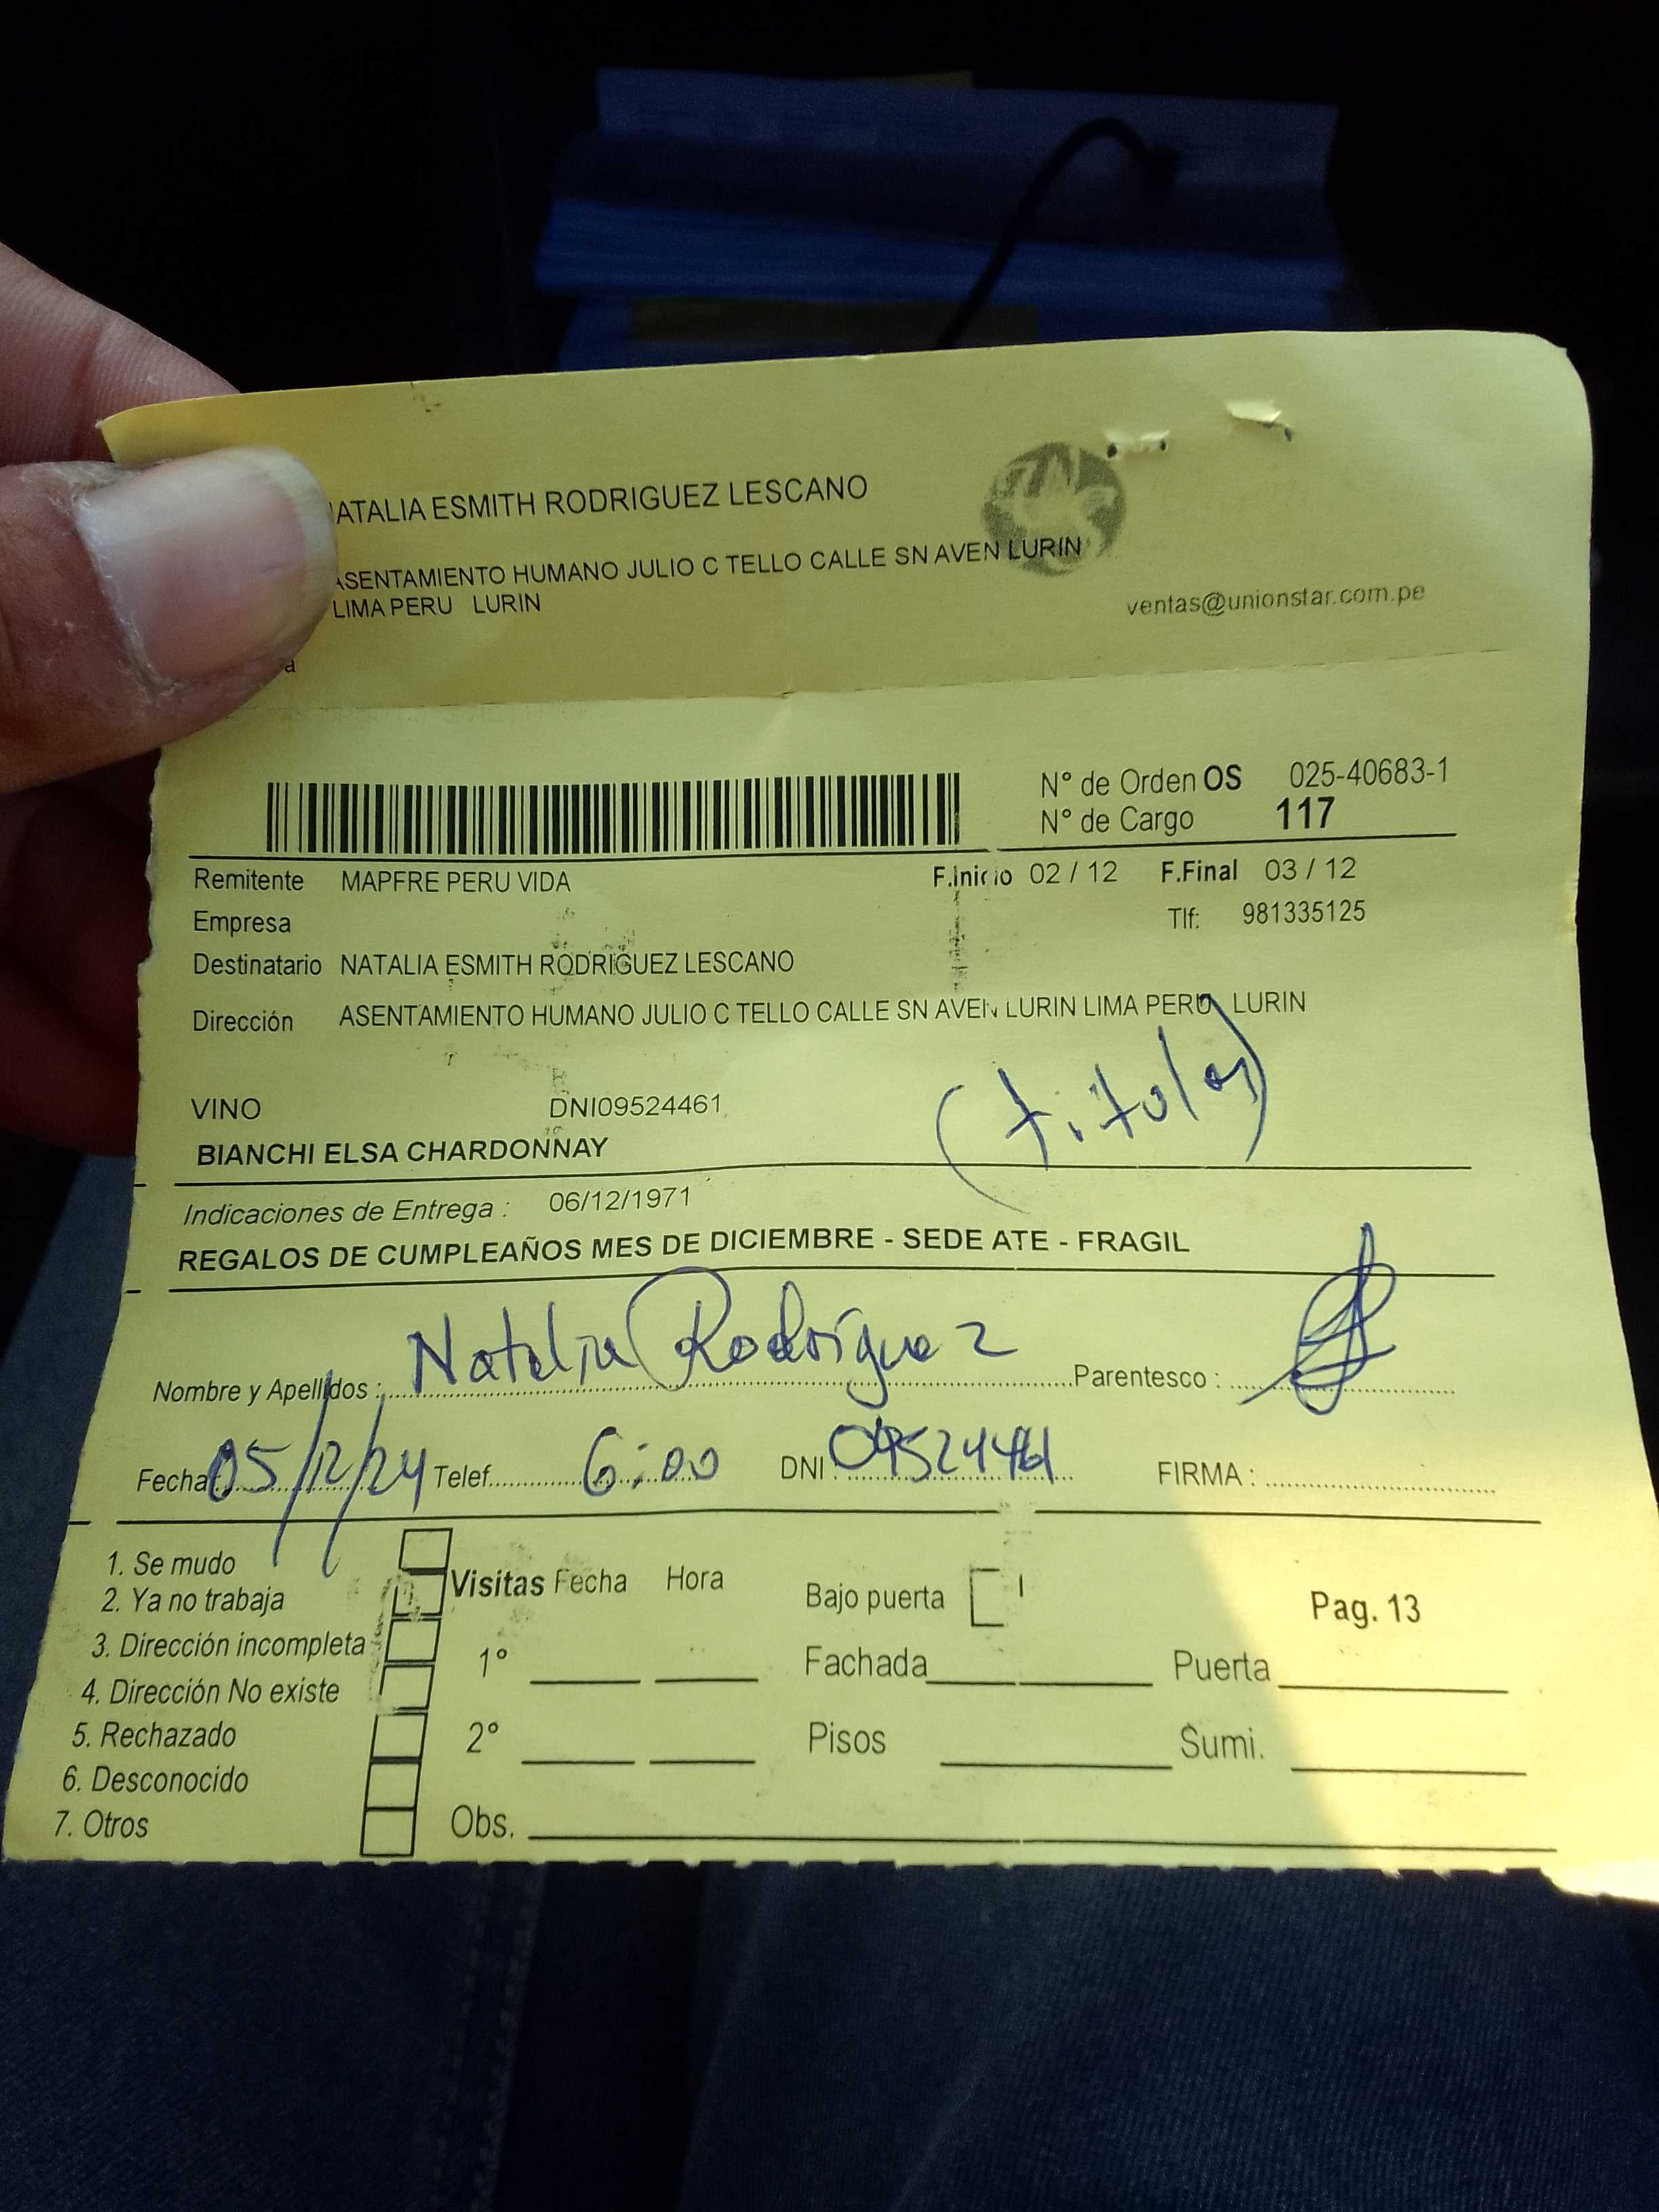 ATALIA ESMITH RODRIGUEZ LESCANO
ASENTAMIENTO HUMANO JULIO C TELLO CALLE SN AVEN LURIN
LIMA PERU LURIN
a
ventas@unionstar.com.pe
N° de Orden OS 025-40683-1
N° de Cargo 117
Remitente MAPFRE PERU VIDA F.Inicio 02 / 12 F.Final 03 / 12
Empresa Tlf: 981335125
Destinatario NATALIA ESMITH RODRIGUEZ LESCANO
Dirección ASENTAMIENTO HUMANO JULIO C TELLO CALLE SN AVEN LURIN LIMA PERU LURIN
(titular)
VINO DNI09524461
BIANCHI ELSA CHARDONNAY
Indicaciones de Entrega : 06/12/1971
REGALOS DE CUMPLEAÑOS MES DE DICIEMBRE - SEDE ATE - FRAGIL
Nombre y Apellidos : Natalia Rodríguez Parentesco :
Fecha: 05/12/24 Telef. 6:00 DNI : 09524461 FIRMA :
1. Se mudo
2. Ya no trabaja
3. Dirección incompleta
4. Dirección No existe
5. Rechazado
6. Desconocido
7. Otros
Visitas Fecha Hora
1°
2°
Obs.
Bajo puerta
Fachada Puerta
Pisos Sumi.
Pag. 13